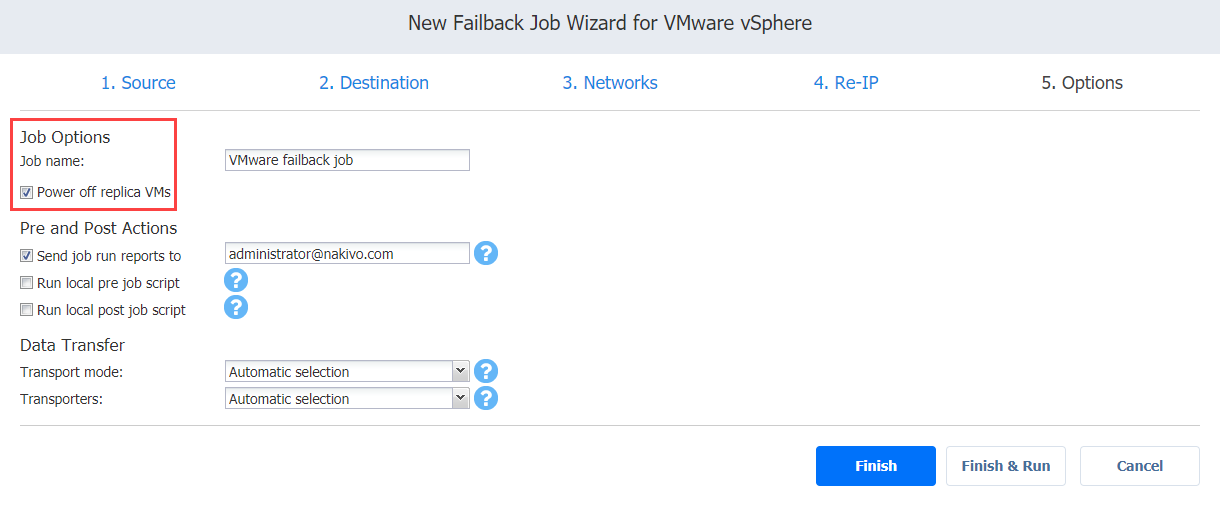 New Failback Job Wizard for VMware vSphere
1. Source 2. Destination 3. Networks 4. Re-IP 5. Options
Job Options
Job name: VMware failback job
Power off replica VMs
Pre and Post Actions
Send job run reports to administrator@nakivo.com ?
Run local pre job script ?
Run local post job script ?
Data Transfer
Transport mode: Automatic selection ?
Transporters: Automatic selection ?
Finish Finish & Run Cancel